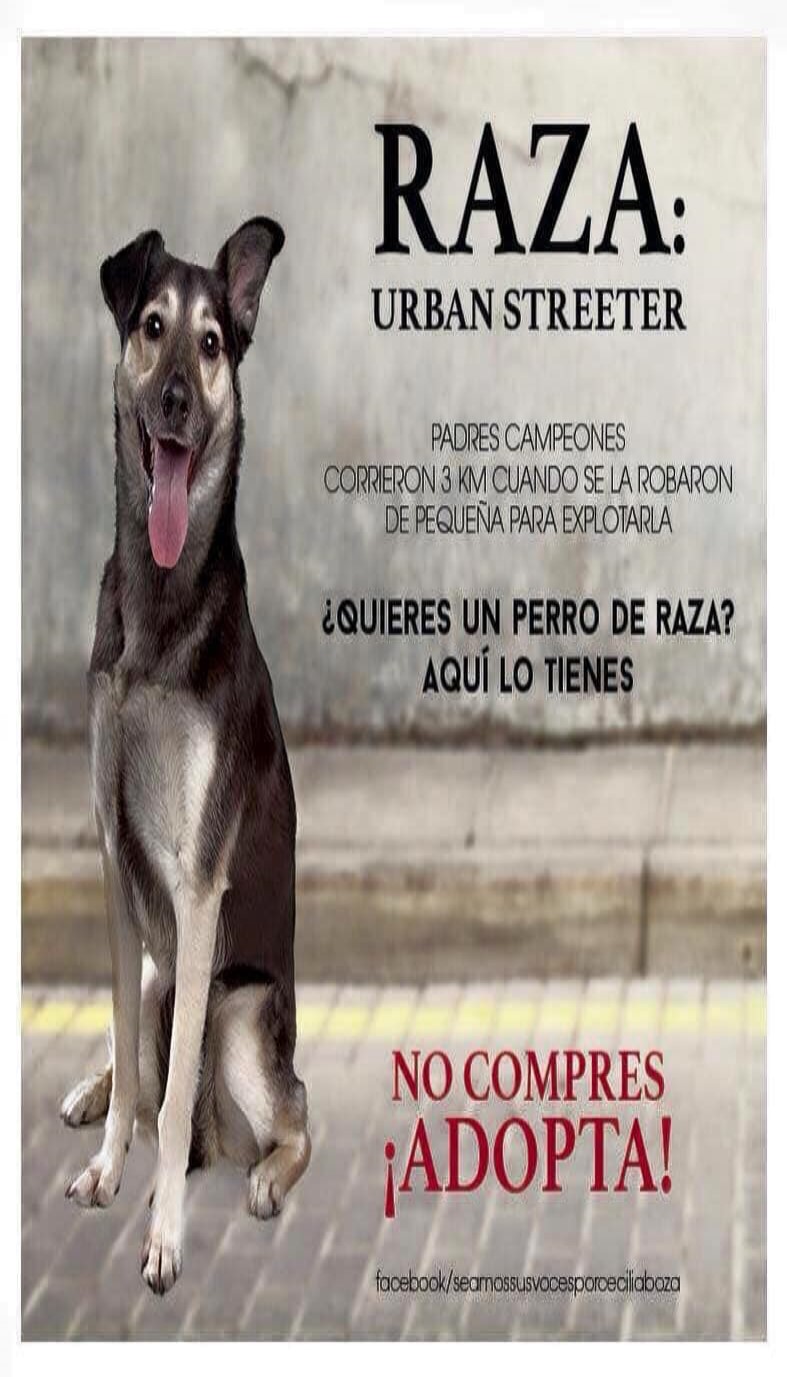 RAZA:
URBAN STREETER
PADRES CAMPEONES
CORRIERON 3 KM CUANDO SE LA ROBARON
DE PEQUEÑA PARA EXPLOTARLA
¿QUIERES UN PERRO DE RAZA?
AQUÍ LO TIENES
NO COMPRES
¡ADOPTA!
facebook/seamossusvocesporceciliaboza